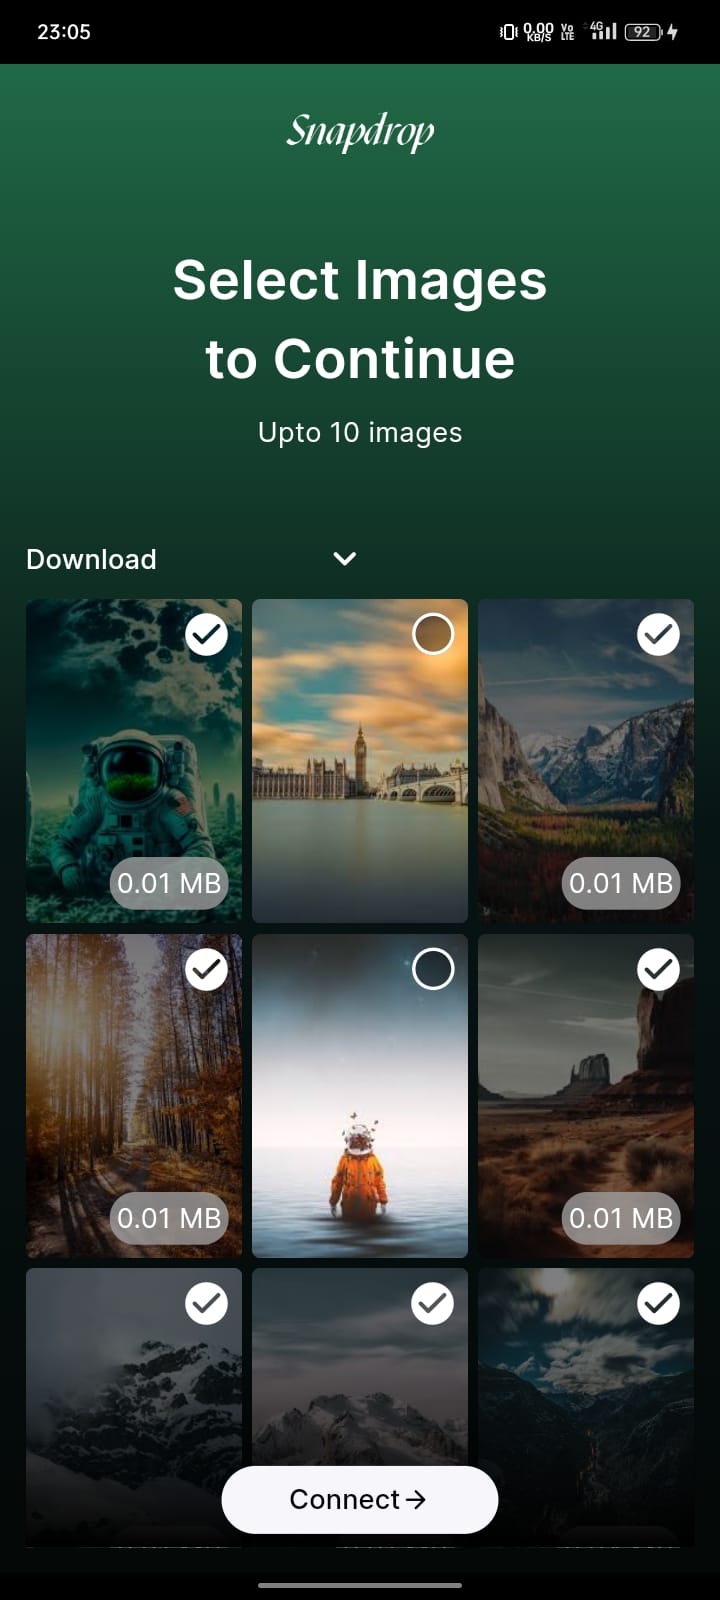 23:05
0.00
KB/S
Vo
LTE
4G
92
Snapdrop
Select Images
to Continue
Upto 10 images
Download
0.01 MB
0.01 MB
0.01 MB
0.01 MB
Connect→